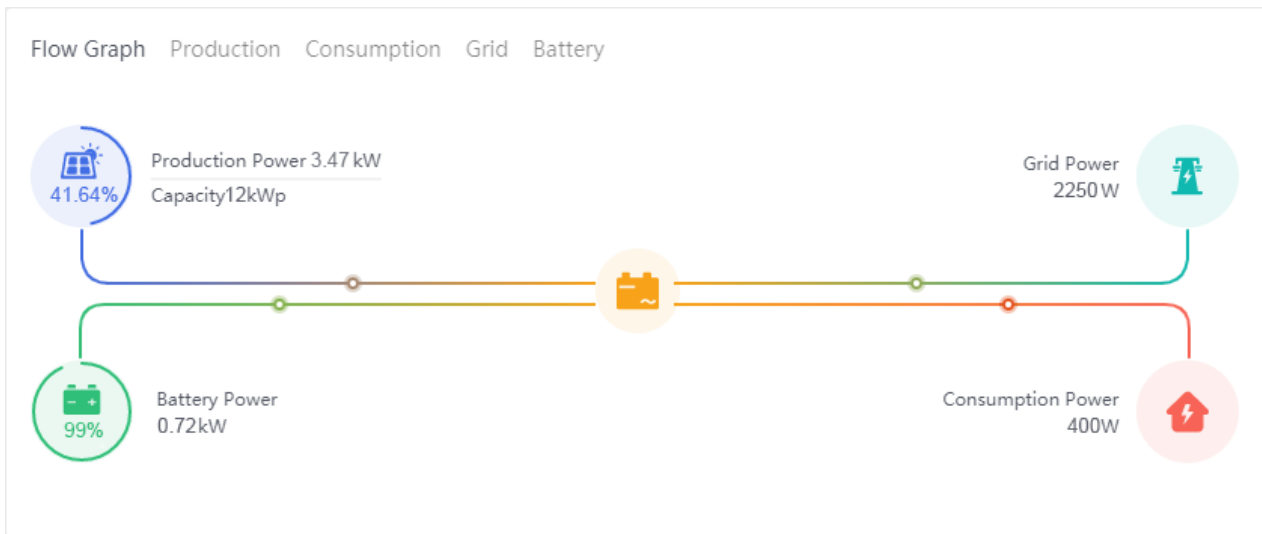 Flow Graph Production Consumption Grid Battery
41.64%
Production Power 3.47 kW
Capacity12kWp
Grid Power
2250 W
99%
Battery Power
0.72kW
Consumption Power
400W